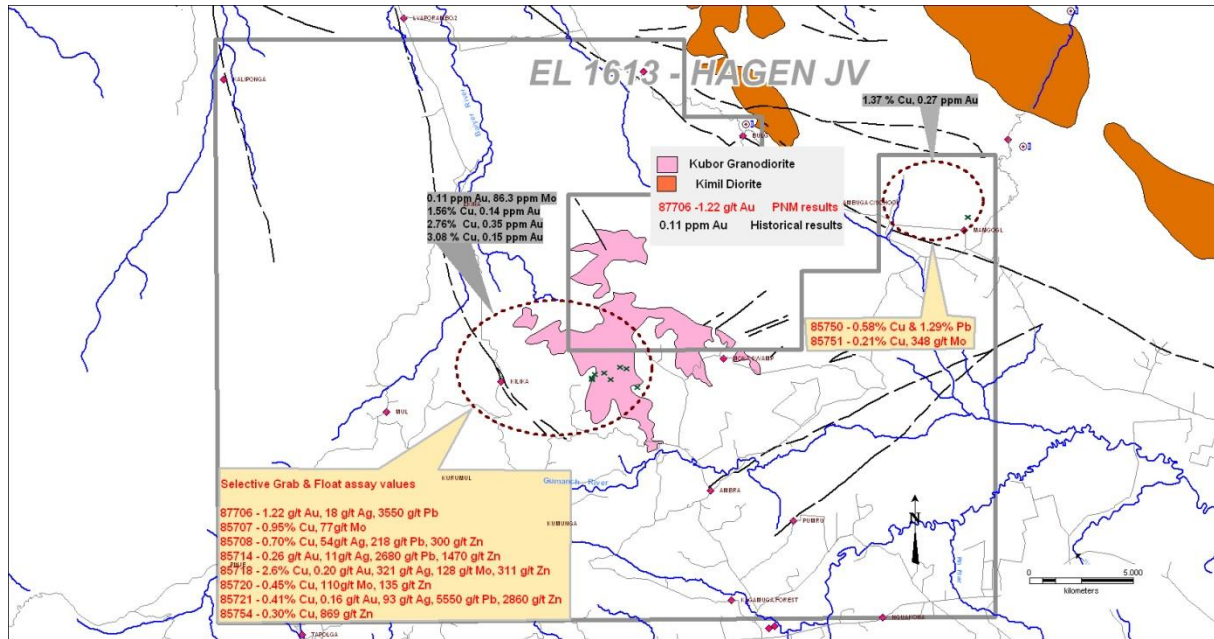 KALIPONGA
EL 1613 - HAGEN JV
1.37 % Cu, 0.27 ppm Au
Baiyer River
Kubor Granodiorite
Kimil Diorite
87706 -1.22 g/t Au PNM results
0.11 ppm Au Historical results
0.11 ppm Au, 86.3 ppm Mo
1.56% Cu, 0.14 ppm Au
2.76% Cu, 0.35 ppm Au
3.08 % Cu, 0.15 ppm Au
85750 - 0.58% Cu & 1.29% Pb
85751 - 0.21% Cu, 348 g/t Mo
KILIKA
MUL
KURUMUL
Selective Grab & Float assay values
87706 - 1.22 g/t Au, 18 g/t Ag, 3550 g/t Pb
85707 - 0.95% Cu, 77g/t Mo
85708 - 0.70% Cu, 54g/t Ag, 218 g/t Pb, 300 g/t Zn
85714 - 0.26 g/t Au, 11g/t Ag, 2680 g/t Pb, 1470 g/t Zn
85718 - 2.6% Cu, 0.20 g/t Au, 321 g/t Ag, 128 g/t Mo, 311 g/t Zn
85720 - 0.45% Cu, 110g/t Mo, 135 g/t Zn
85721 - 0.41% Cu, 0.16 g/t Au, 93 g/t Ag, 5550 g/t Pb, 2860 g/t Zn
85754 - 0.30% Cu, 869 g/t Zn
River
AMBRA
KUMUNGA
N
0 5.000
kilometers
TAPOLGA